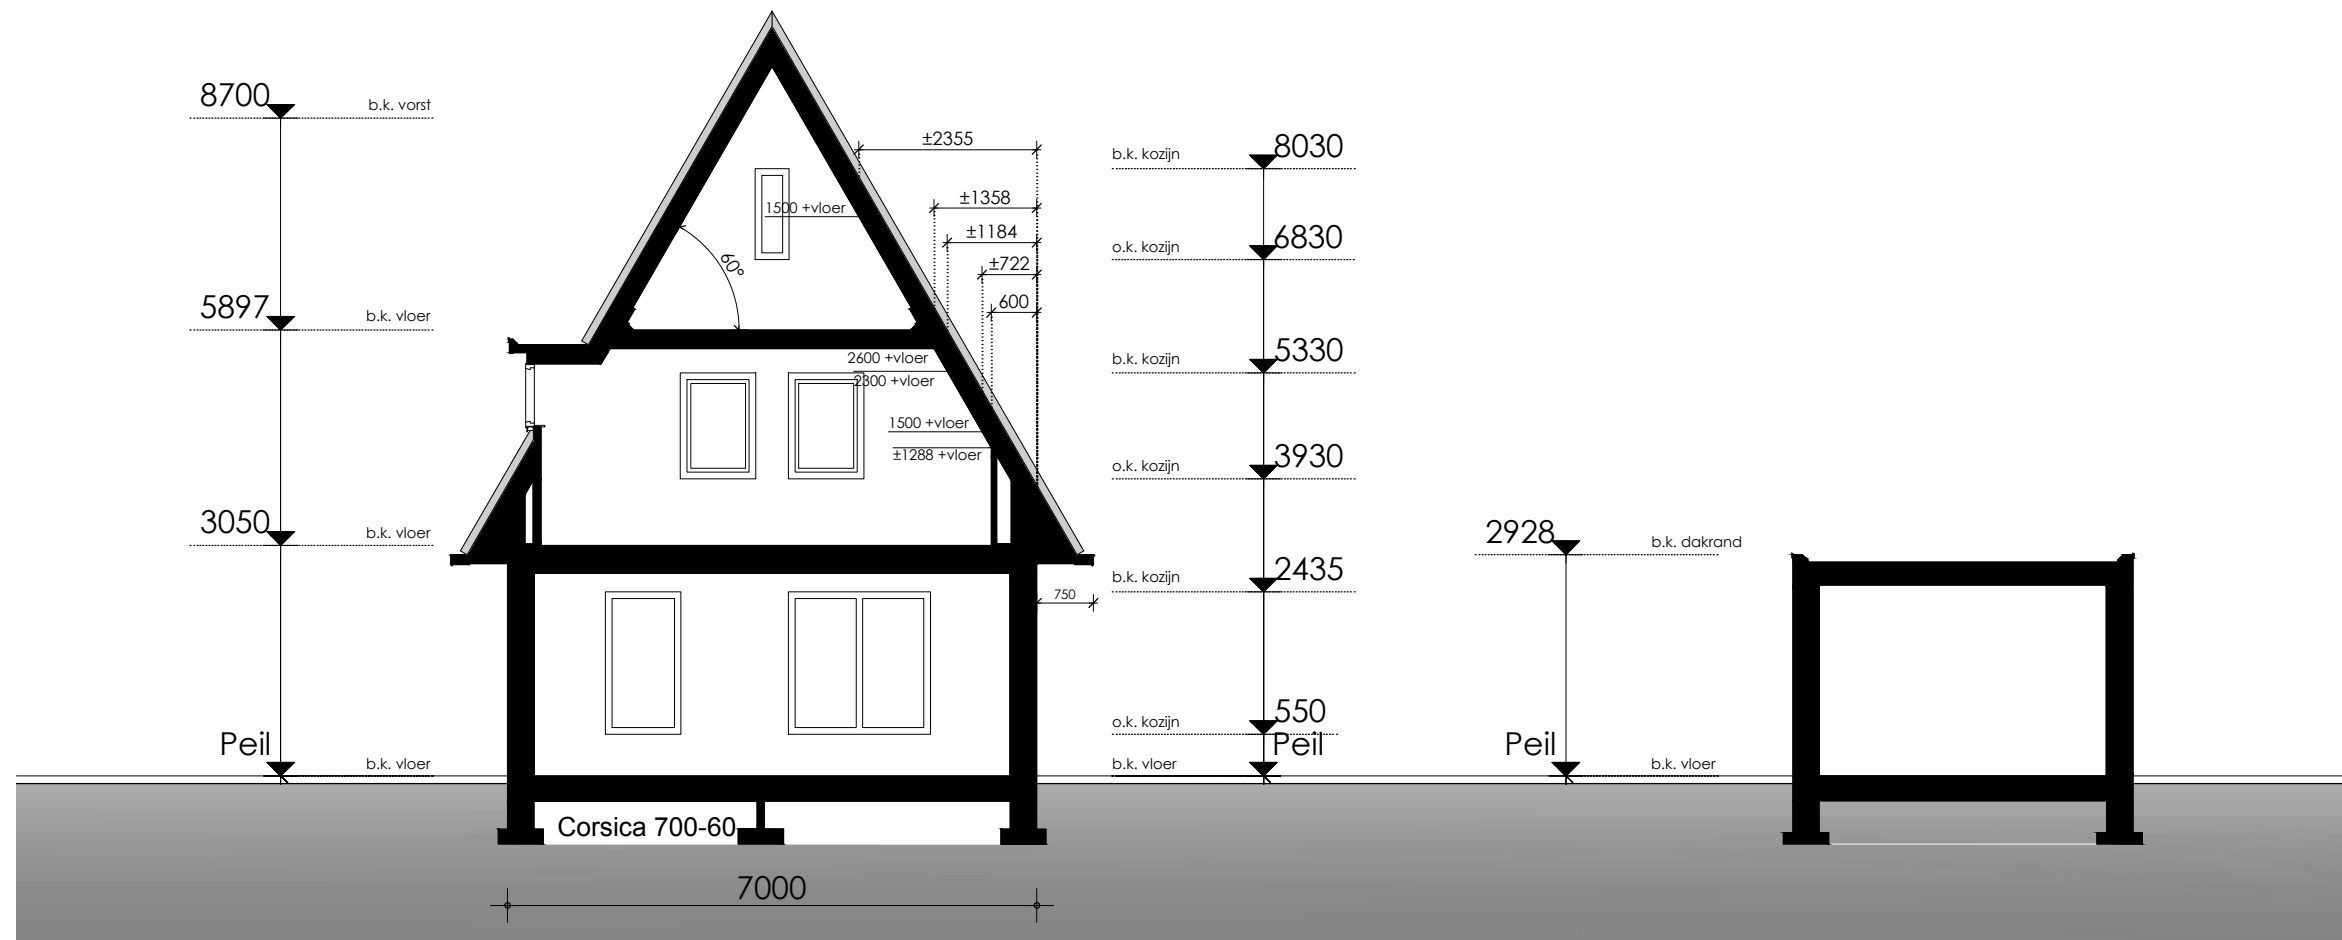 8700 b.k. vorst
±2355
b.k. kozijn 8030
±1358
1500 +vloer
±1184
b.k.
o.k. kozijn 6830
60°
±722
5897 b.k. vloer
600
2600 +vloer
b.k. kozijn 5330
2300 +vloer
1500 +vloer
±1288 +vloer
o.k. kozijn 3930
3050 b.k. vloer
2928 b.k. dakrand
b.k. kozijn 2435
750
o.k. kozijn 550
Peil b.k. vloer
b.k. vloer Peil
Peil b.k. vloer
Corsica 700-60
7000